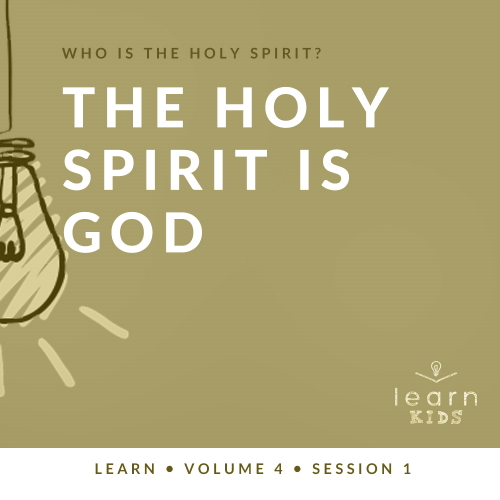 WHO IS THE HOLY SPIRIT?
THE HOLY
SPIRIT IS
GOD
learn
KIDS
LEARN • VOLUME 4 • SESSION 1